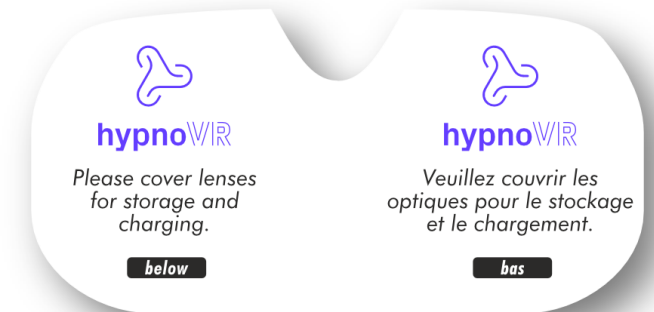 hypnoVR
Please cover lenses
for storage and
charging.
below
hypnoVR
Veuillez couvrir les
optiques pour le stockage
et le chargement.
bas